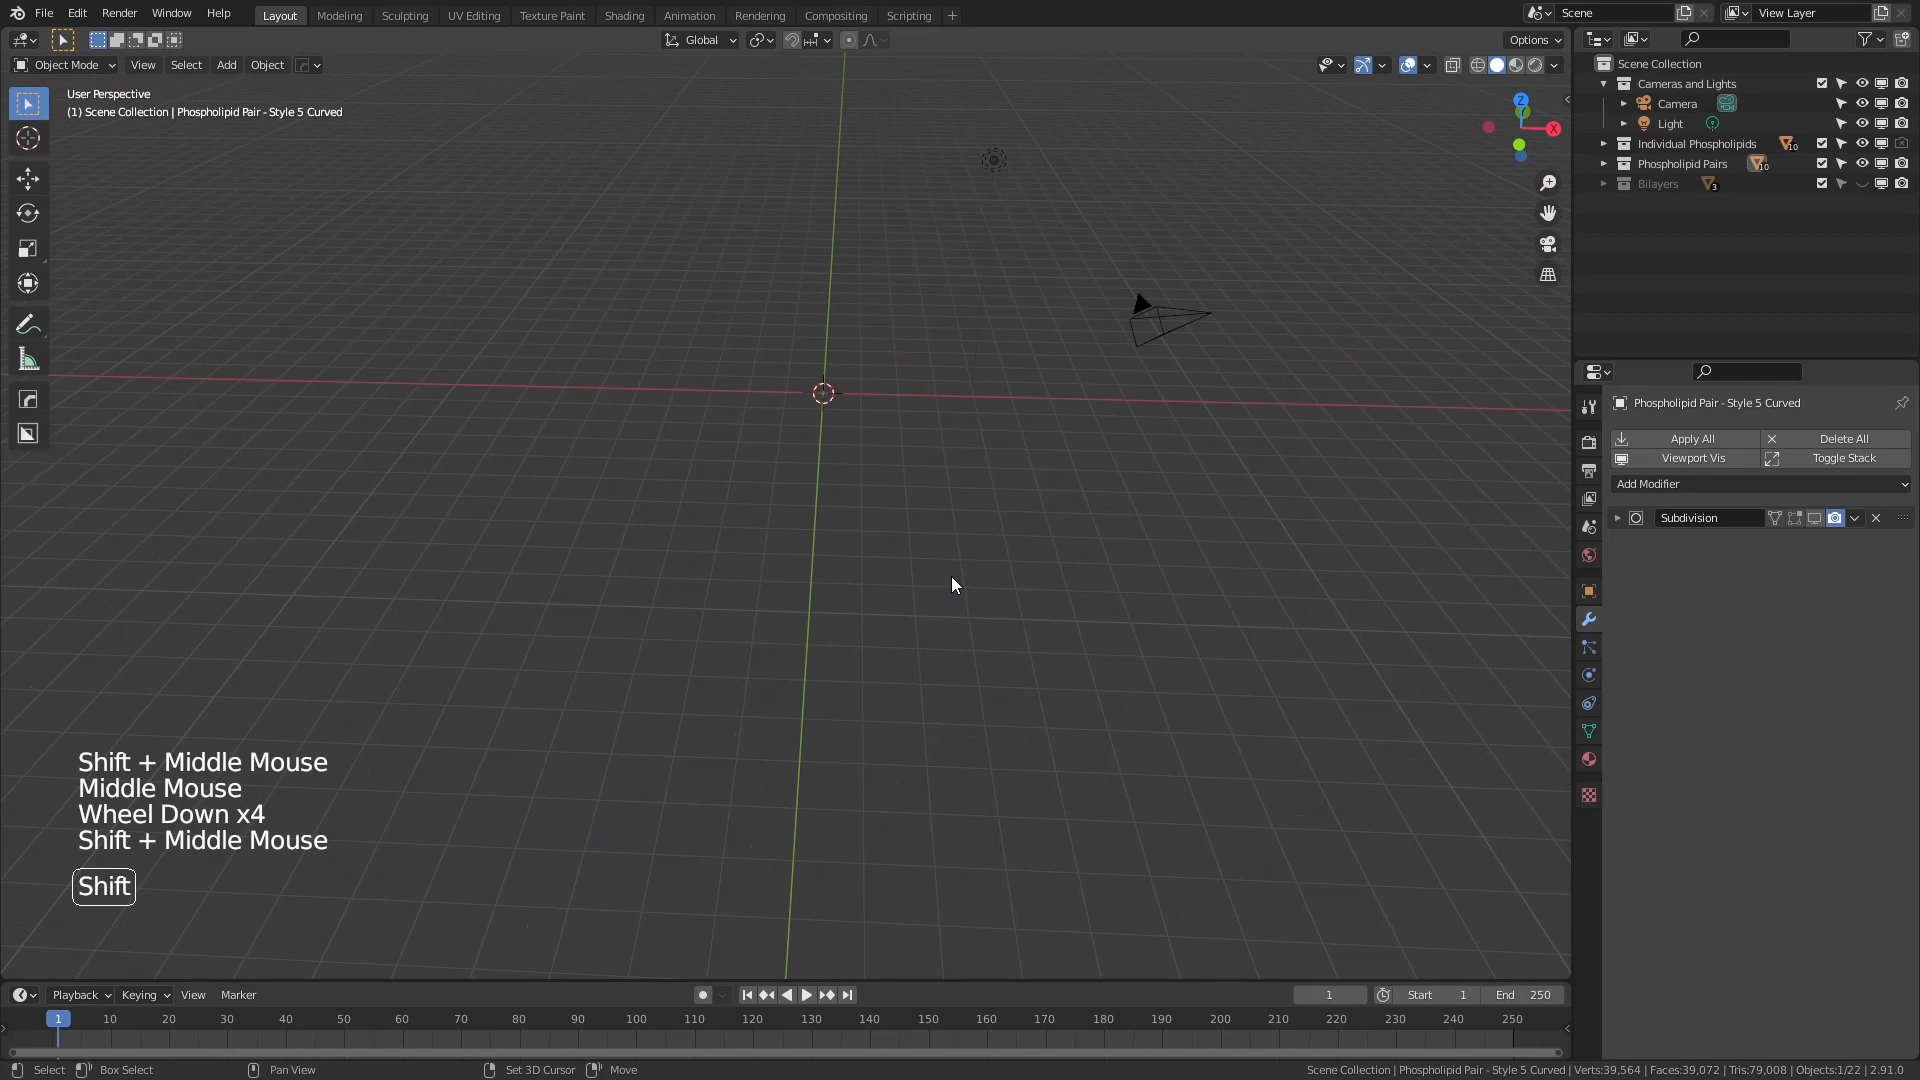 File Edit Render Window Help Layout Modeling Sculpting UV Editing Texture Paint Shading Animation Rendering Compositing Scripting + Scene View Layer
Global Options
Object Mode View Select Add Object
User Perspective
(1) Scene Collection | Phospholipid Pair - Style 5 Curved
Z
X
Scene Collection
Cameras and Lights
Camera
Light
Individual Phospholipids 10
Phospholipid Pairs 10
Bilayers 3
Phospholipid Pair - Style 5 Curved
Apply All Delete All
Viewport Vis Toggle Stack
Add Modifier
Subdivision
Shift + Middle Mouse
Middle Mouse
Wheel Down x4
Shift + Middle Mouse
Shift
Playback Keying View Marker 1 Start 1 End 250
1 10 20 30 40 50 60 70 80 90 100 110 120 130 140 150 160 170 180 190 200 210 220 230 240 250
Select Box Select Pan View Set 3D Cursor Move Scene Collection | Phospholipid Pair - Style 5 Curved | Verts:39,564 | Faces:39,072 | Tris:79,008 | Objects:1/22 | 2.91.0